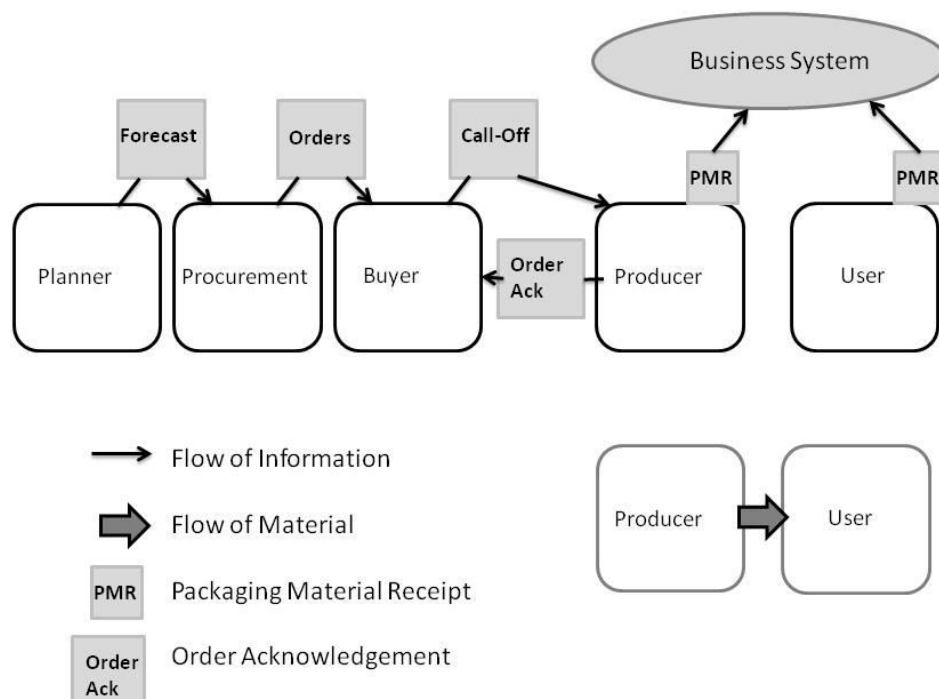 Business System
Forecast
Orders
Call-Off
PMR
PMR
Planner
Procurement
Buyer
Order
Ack
Producer
User
Flow of Information
Flow of Material
PMR
Packaging Material Receipt
Order
Ack
Order Acknowledgement
Producer
User